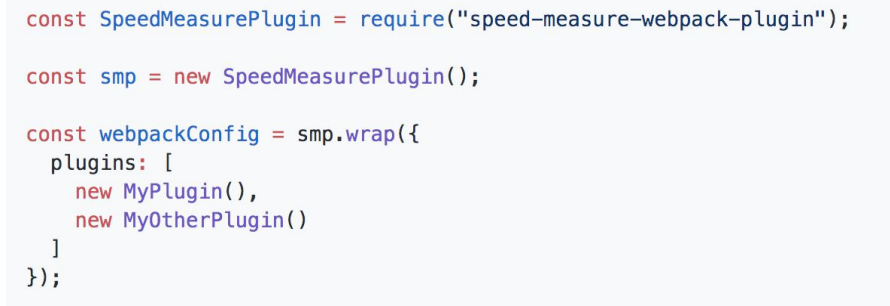 const SpeedMeasurePlugin = require("speed-measure-webpack-plugin");
const smp = new SpeedMeasurePlugin();
const webpackConfig = smp.wrap({
  plugins: [
    new MyPlugin(),
    new MyOtherPlugin()
  ]
});